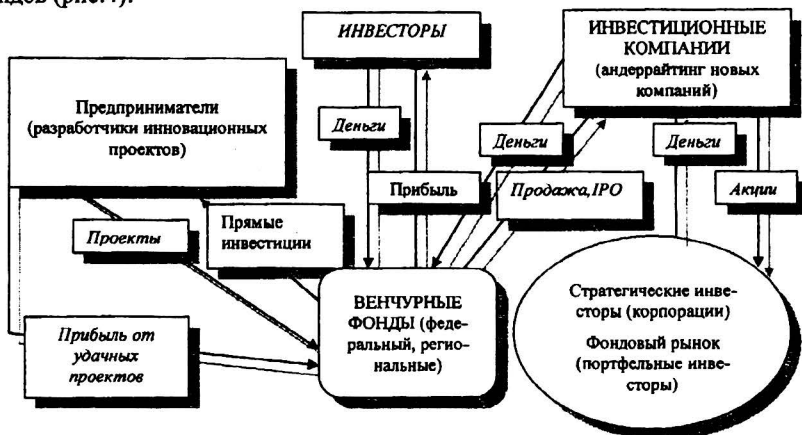 ИНВЕСТОРЫ
ИНВЕСТИЦИОННЫЕ
КОМПАНИИ
(андеррайтинг новых
компаний)
Предприниматели
(разработчики инновационных
проектов)
Деньги
Деньги
Деньги
Прибыль
Продажа, IPO
Акции
Проекты
Прямые
инвестиции
ВЕНЧУРНЫЕ
ФОНДЫ (феде-
ральный, регио-
нальные)
Прибыль от
удачных
проектов
Стратегические инве-
сторы (корпорации)
Фондовый рынок
(портфельные инве-
сторы)